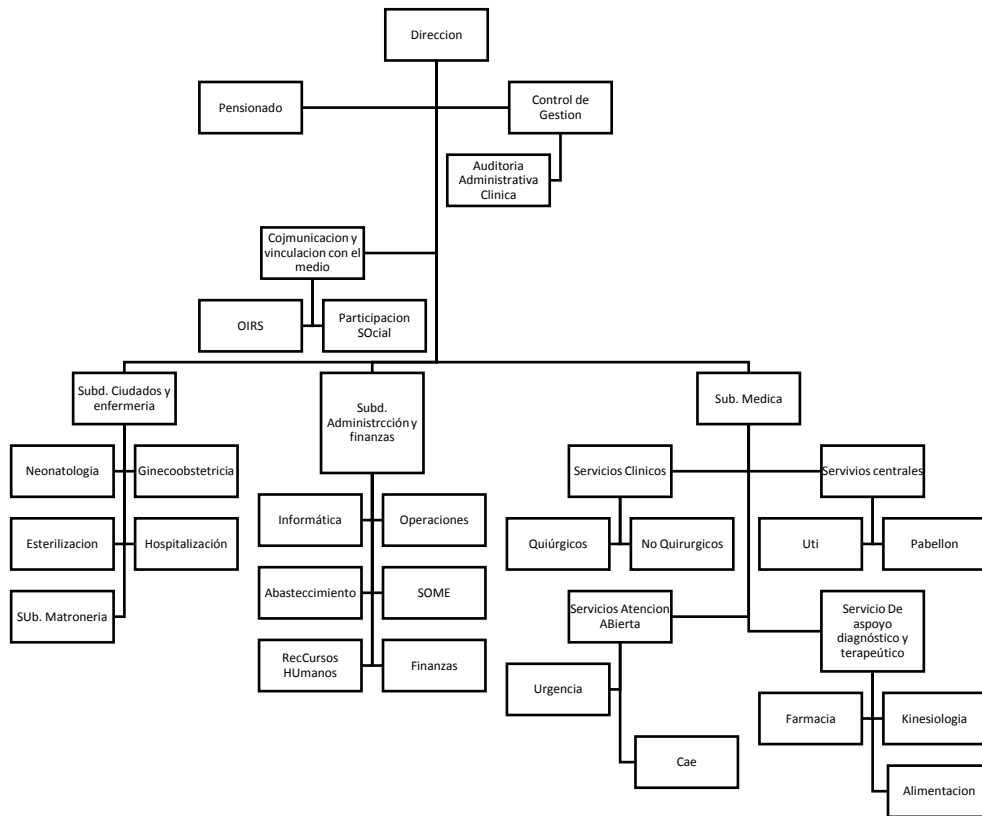 Direccion
Pensionado
Control de
Gestion
Auditoria
Administrativa
Clinica
Cojmunicacion y
vinculacion con el
medio
OIRS
Participacion
SOcial
Subd. Ciudados y
enfermeria
Subd.
Administrcción y
finanzas
Sub. Medica
Neonatologia
Ginecoobstetricia
Esterilizacion
Hospitalización
SUb. Matroneria
Informática
Operaciones
Abasteccimiento
SOME
RecCursos
HUmanos
Finanzas
Servicios Clinicos
Servivios centrales
Quiúrgicos
No Quirurgicos
Uti
Pabellon
Servicios Atencion
ABierta
Servicio De
aspoyo
diagnóstico y
terapeútico
Urgencia
Cae
Farmacia
Kinesiologia
Alimentacion